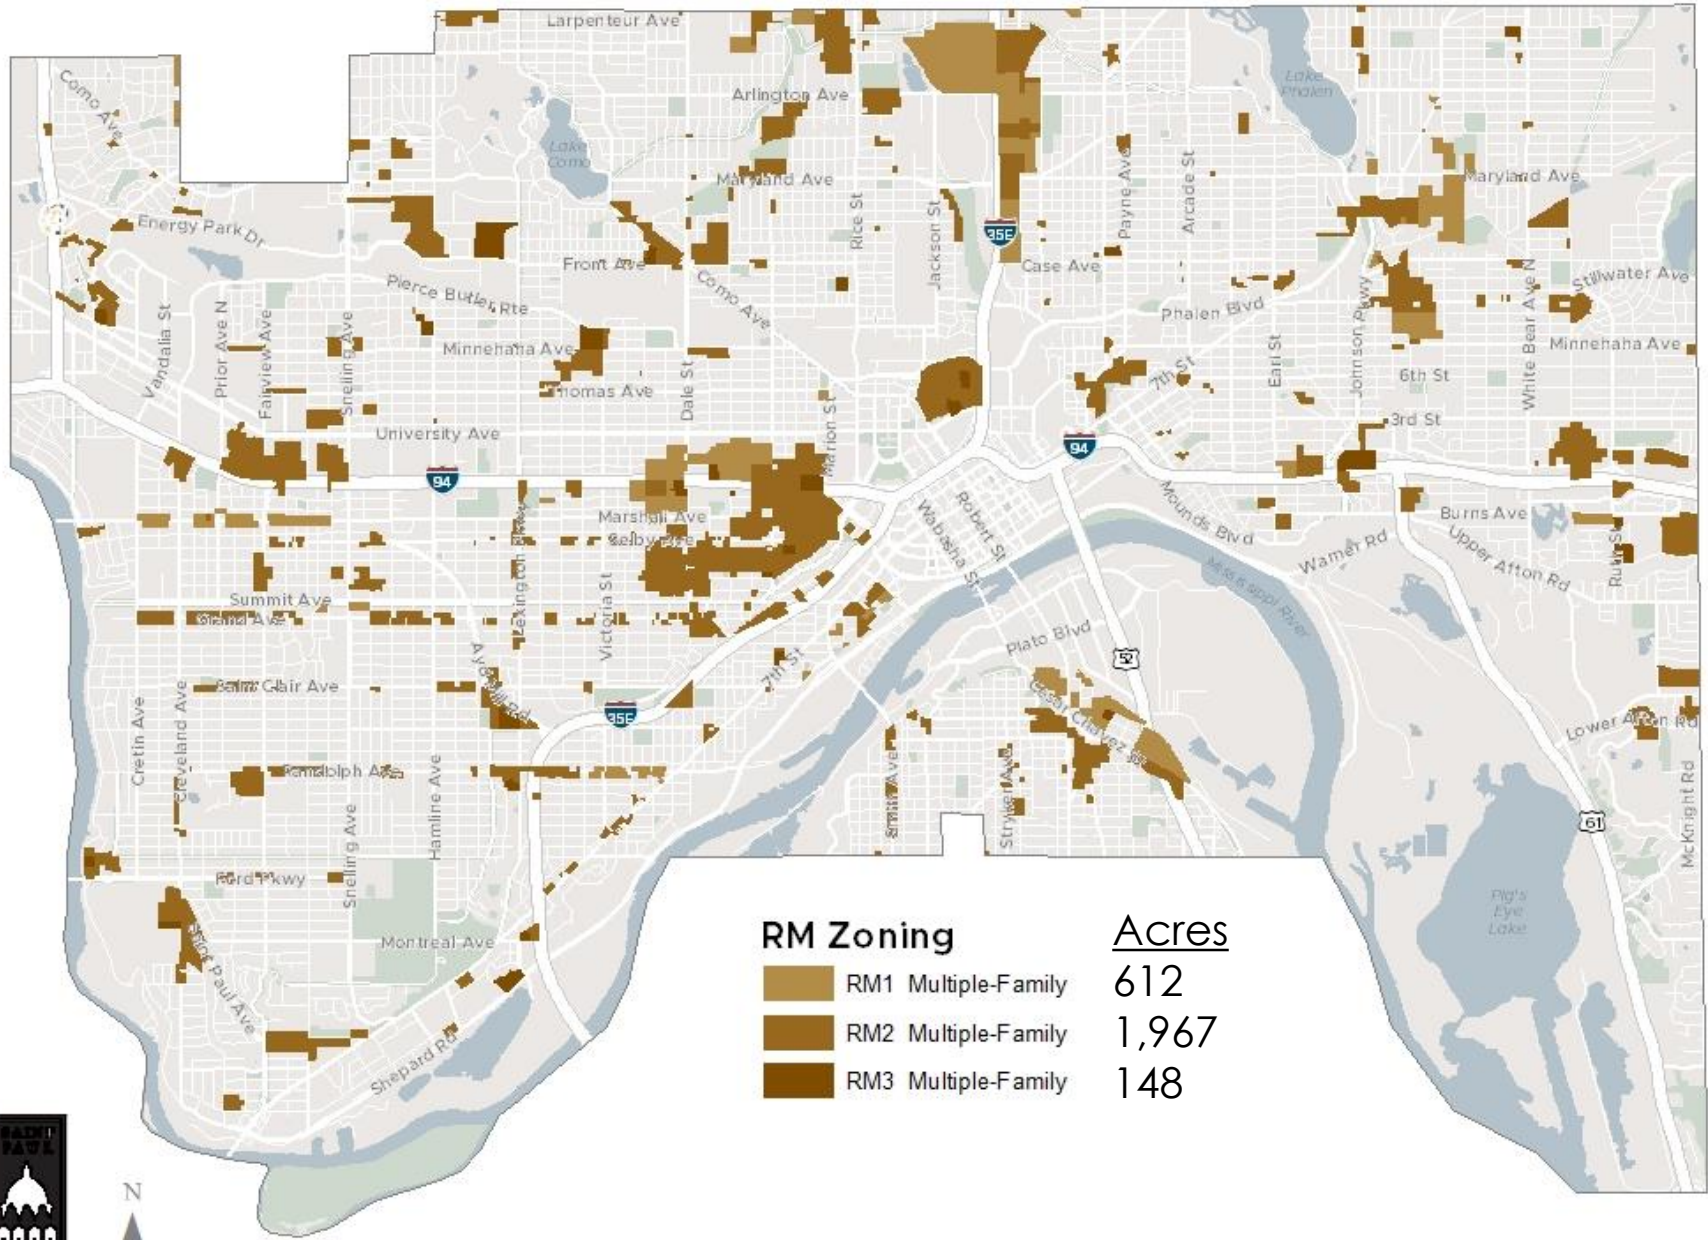 Larpenteur Ave
Como Ave
Arlington Ave
Lake
Phalen
Lake
Como
Maryland Ave
Maryland Ave
Rice St
Jackson St
Payne Ave
Arcade St
Energy Park Dr
35E
Front Ave
Case Ave
Como Ave
Stillwater Ave
Pierce Butler Rte
Phalen Blvd
Vandalia St
Prior Ave N
Fairview Ave
Snelling Ave
Minnehaha Ave
Dale St
Marion St
7th St
Earl St
Johnson Pkwy
White Bear Ave N
Minnehaha Ave
Thomas Ave
6th St
University Ave
3rd St
94
94
Marshall Ave
Selby Ave
Lexington Pkwy
Victoria St
Wabasha St
Robert St
Mounds Blvd
Burns Ave
Warner Rd
Upper Afton Rd
Ruth St
Mississippi River
Summit Ave
Grand Ave
Ayd Mill Rd
Plato Blvd
7th St
52
Saint Clair Ave
Cesar Chavez St
35E
Lower Afton Rd
Cretin Ave
Cleveland Ave
Randolph Ave
Hamline Ave
Snelling Ave
Smith Ave
Stryker Ave
McKnight Rd
61
Ford Pkwy
Pig's
Eye
Lake
Montreal Ave
Saint Paul Ave
Shepard Rd
RM Zoning Acres
RM1 Multiple-Family 612
RM2 Multiple-Family 1,967
RM3 Multiple-Family 148
SAINT
PAUL
N